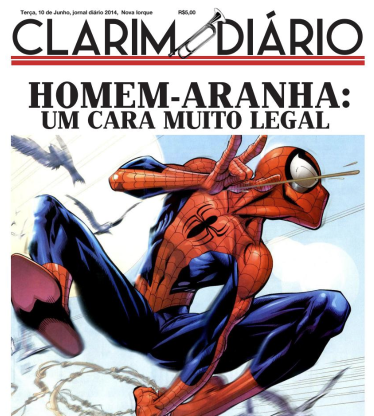 Terça, 10 de Junho, jornal diário 2014, Nova Iorque R$5,00
CLARIM DIÁRIO
HOMEM-ARANHA:
UM CARA MUITO LEGAL